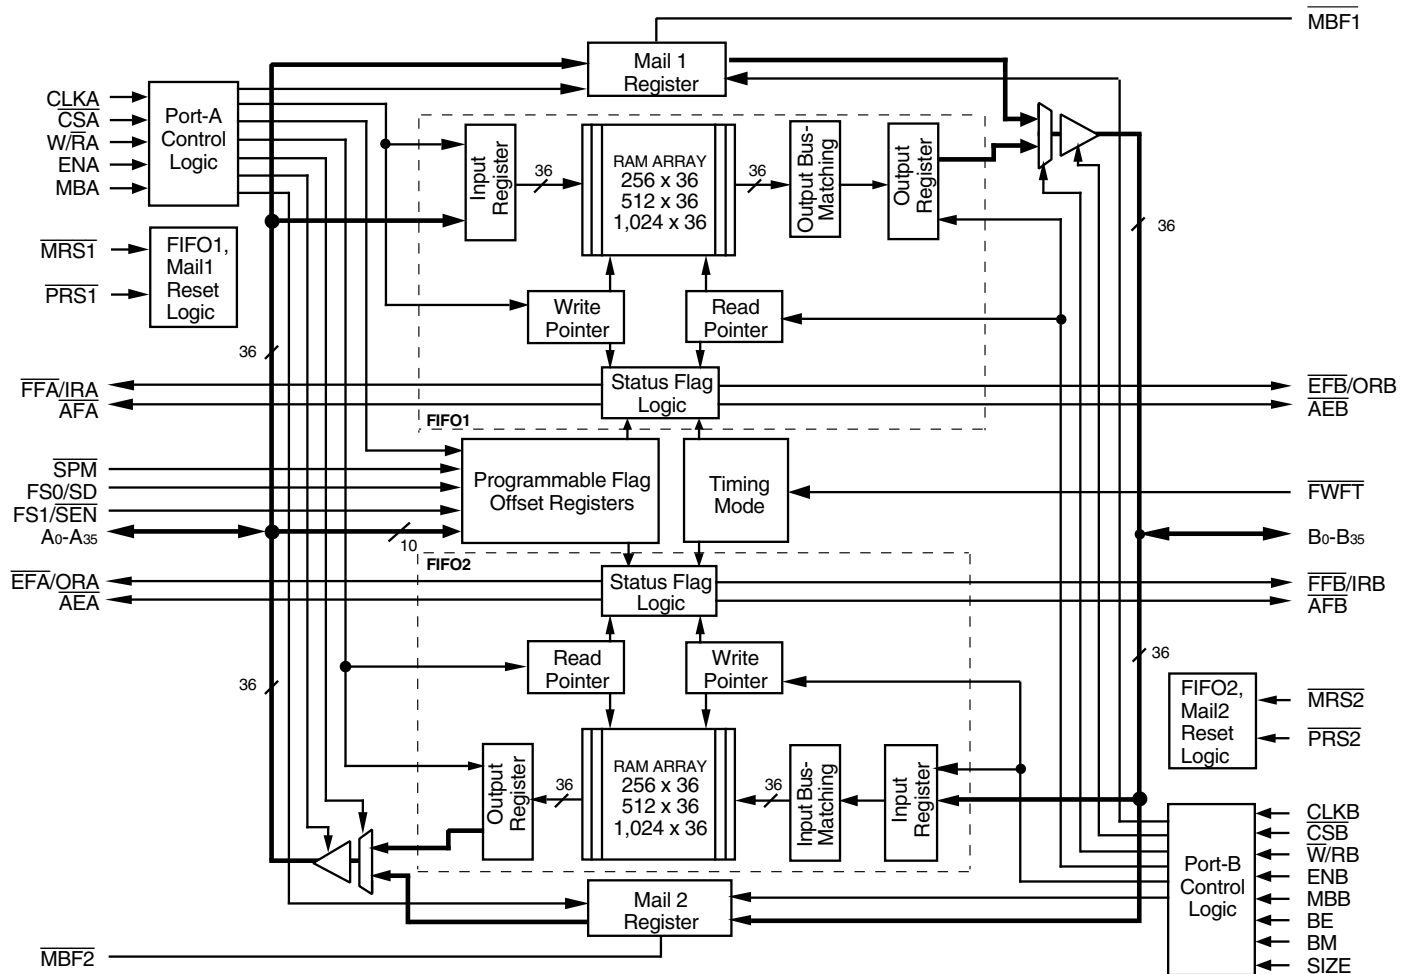 MBF1
Mail 1
Register
CLKA
CSA
W/RA
ENA
MBA
Port-A
Control
Logic
MRS1
PRS1
FIFO1,
Mail1
Reset
Logic
Input
Register
36
RAM ARRAY
256 x 36
512 x 36
1,024 x 36
36
Output Bus-
Matching
Output
Register
36
Write
Pointer
Read
Pointer
36
FFA/IRA
AFA
Status Flag
Logic
EFB/ORB
AEB
FIFO1
SPM
FS0/SD
FS1/SEN
A0-A35
Programmable Flag
Offset Registers
10
Timing
Mode
FWFT
B0-B35
FIFO2
EFA/ORA
AEA
Status Flag
Logic
FFB/IRB
AFB
36
Read
Pointer
Write
Pointer
36
FIFO2,
Mail2
Reset
Logic
MRS2
PRS2
Output
Register
36
RAM ARRAY
256 x 36
512 x 36
1,024 x 36
36
Input Bus-
Matching
Input
Register
Port-B
Control
Logic
CLKB
CSB
W/RB
ENB
MBB
BE
BM
SIZE
Mail 2
Register
MBF2